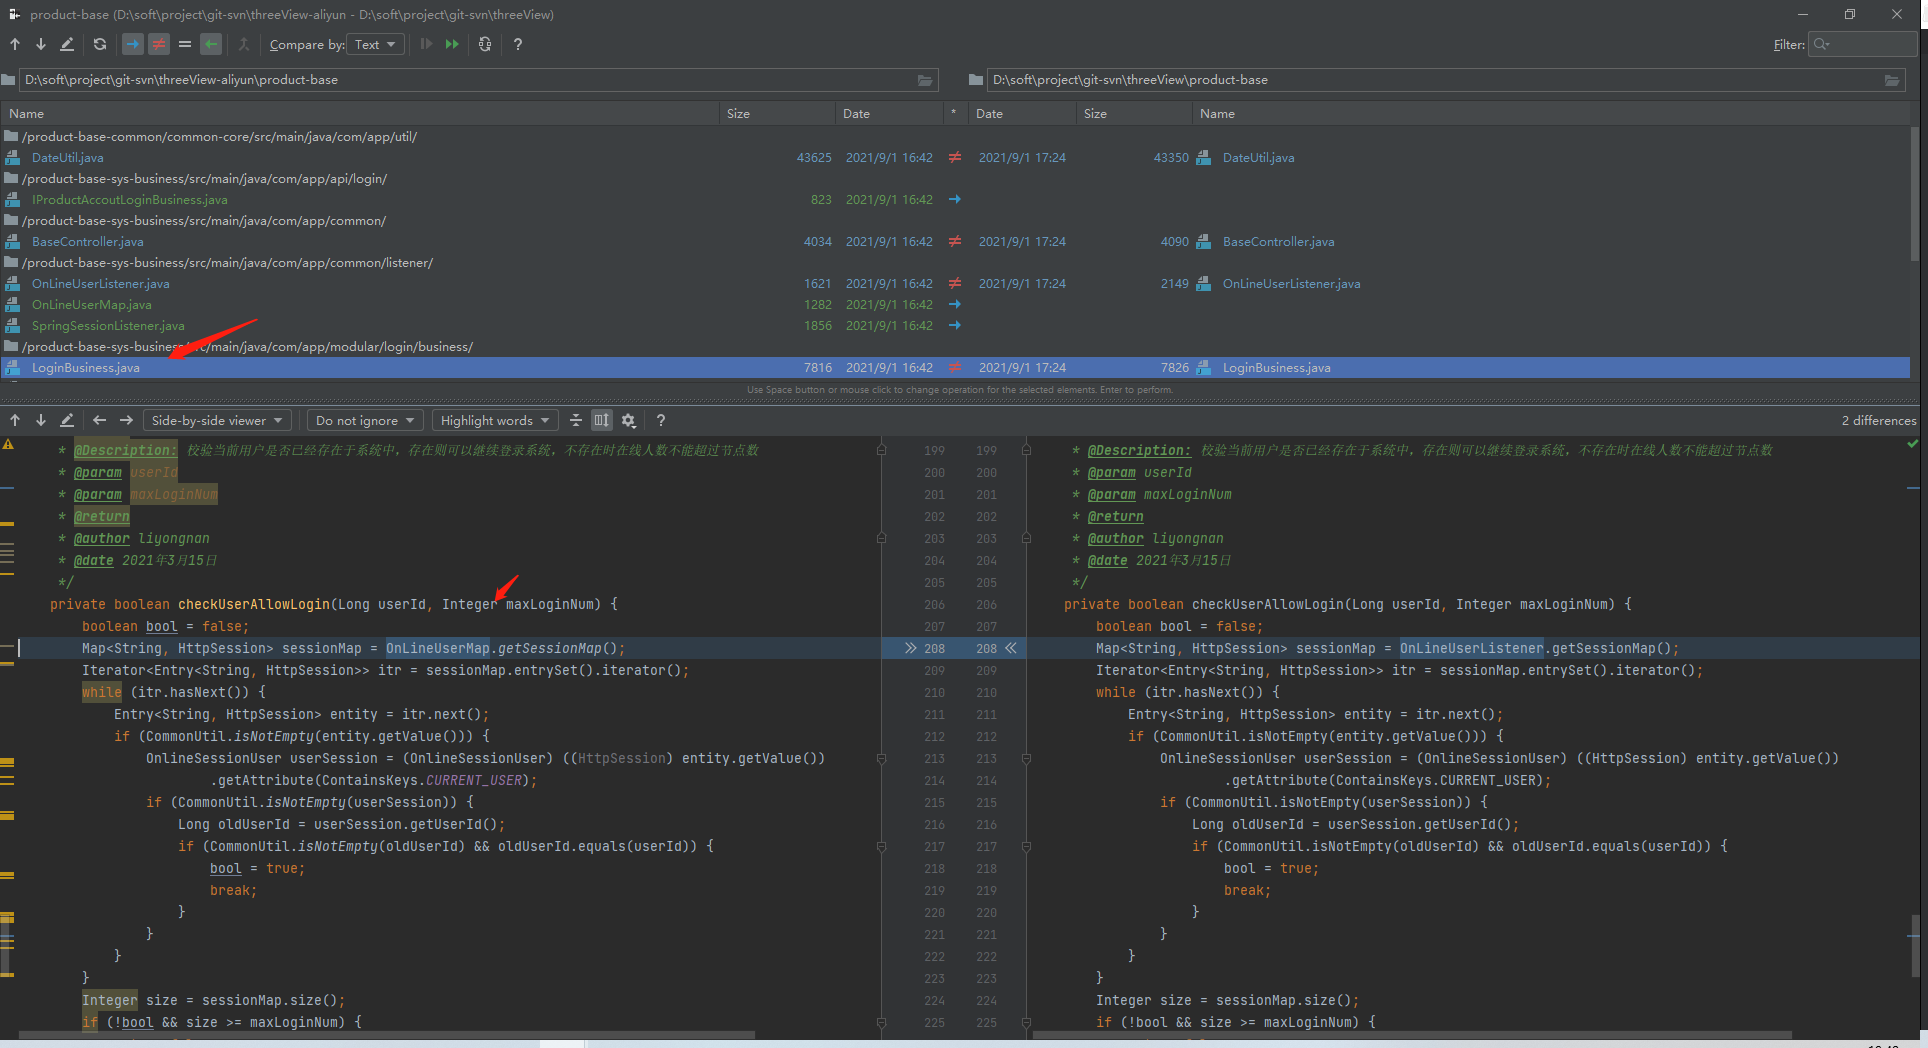 product-base (D:\soft\project\git-svn\threeView-aliyun - D:\soft\project\git-svn\threeView)
Compare by: Text
Filter:
D:\soft\project\git-svn\threeView-aliyun\product-base D:\soft\project\git-svn\threeView\product-base
Name Size Date * Date Size Name
/product-base-common/common-core/src/main/java/com/app/util/
DateUtil.java 43625 2021/9/1 16:42 ≠ 2021/9/1 17:24 43350 DateUtil.java
/product-base-sys-business/src/main/java/com/app/api/login/
IProductAccoutLoginBusiness.java 823 2021/9/1 16:42
/product-base-sys-business/src/main/java/com/app/common/
BaseController.java 4034 2021/9/1 16:42 ≠ 2021/9/1 17:24 4090 BaseController.java
/product-base-sys-business/src/main/java/com/app/common/listener/
OnLineUserListener.java 1621 2021/9/1 16:42 ≠ 2021/9/1 17:24 2149 OnLineUserListener.java
OnLineUserMap.java 1282 2021/9/1 16:42
SpringSessionListener.java 1856 2021/9/1 16:42
/product-base-sys-business/src/main/java/com/app/modular/login/business/
LoginBusiness.java 7816 2021/9/1 16:42 ≠ 2021/9/1 17:24 7826 LoginBusiness.java
Use Space button or mouse click to change operation for the selected elements. Enter to perform.
Side-by-side viewer Do not ignore Highlight words ? 2 differences
* @Description: 校验当前用户是否已经存在于系统中，存在则可以继续登录系统，不存在时在线人数不能超过节点数 199 199 * @Description: 校验当前用户是否已经存在于系统中，存在则可以继续登录系统，不存在时在线人数不能超过节点数
* @param userId 200 200 * @param userId
* @param maxLoginNum 201 201 * @param maxLoginNum
* @return 202 202 * @return
* @author liyongnan 203 203 * @author liyongnan
* @date 2021年3月15日 204 204 * @date 2021年3月15日
*/ 205 205 */
private boolean checkUserAllowLogin(Long userId, Integer maxLoginNum) { 206 206 private boolean checkUserAllowLogin(Long userId, Integer maxLoginNum) {
boolean bool = false; 207 207 boolean bool = false;
Map<String, HttpSession> sessionMap = OnLineUserMap.getSessionMap(); 208 208 Map<String, HttpSession> sessionMap = OnLineUserListener.getSessionMap();
Iterator<Entry<String, HttpSession>> itr = sessionMap.entrySet().iterator(); 209 209 Iterator<Entry<String, HttpSession>> itr = sessionMap.entrySet().iterator();
while (itr.hasNext()) { 210 210 while (itr.hasNext()) {
Entry<String, HttpSession> entity = itr.next(); 211 211 Entry<String, HttpSession> entity = itr.next();
if (CommonUtil.isNotEmpty(entity.getValue())) { 212 212 if (CommonUtil.isNotEmpty(entity.getValue())) {
OnlineSessionUser userSession = (OnlineSessionUser) ((HttpSession) entity.getValue()) 213 213 OnlineSessionUser userSession = (OnlineSessionUser) ((HttpSession) entity.getValue())
.getAttribute(ContainsKeys.CURRENT_USER); 214 214 .getAttribute(ContainsKeys.CURRENT_USER);
if (CommonUtil.isNotEmpty(userSession)) { 215 215 if (CommonUtil.isNotEmpty(userSession)) {
Long oldUserId = userSession.getUserId(); 216 216 Long oldUserId = userSession.getUserId();
if (CommonUtil.isNotEmpty(oldUserId) && oldUserId.equals(userId)) { 217 217 if (CommonUtil.isNotEmpty(oldUserId) && oldUserId.equals(userId)) {
bool = true; 218 218 bool = true;
break; 219 219 break;
} 220 220 }
} 221 221 }
} 222 222 }
} 223 223 }
Integer size = sessionMap.size(); 224 224 Integer size = sessionMap.size();
if (!bool && size >= maxLoginNum) { 225 225 if (!bool && size >= maxLoginNum) {